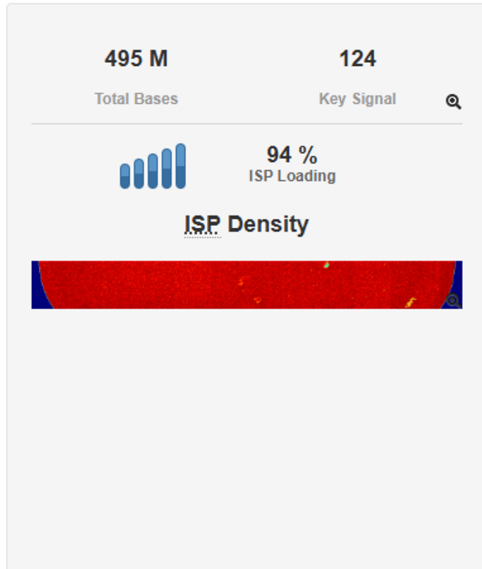 495 M
124
Total Bases
Key Signal
94 %
ISP Loading
ISP Density